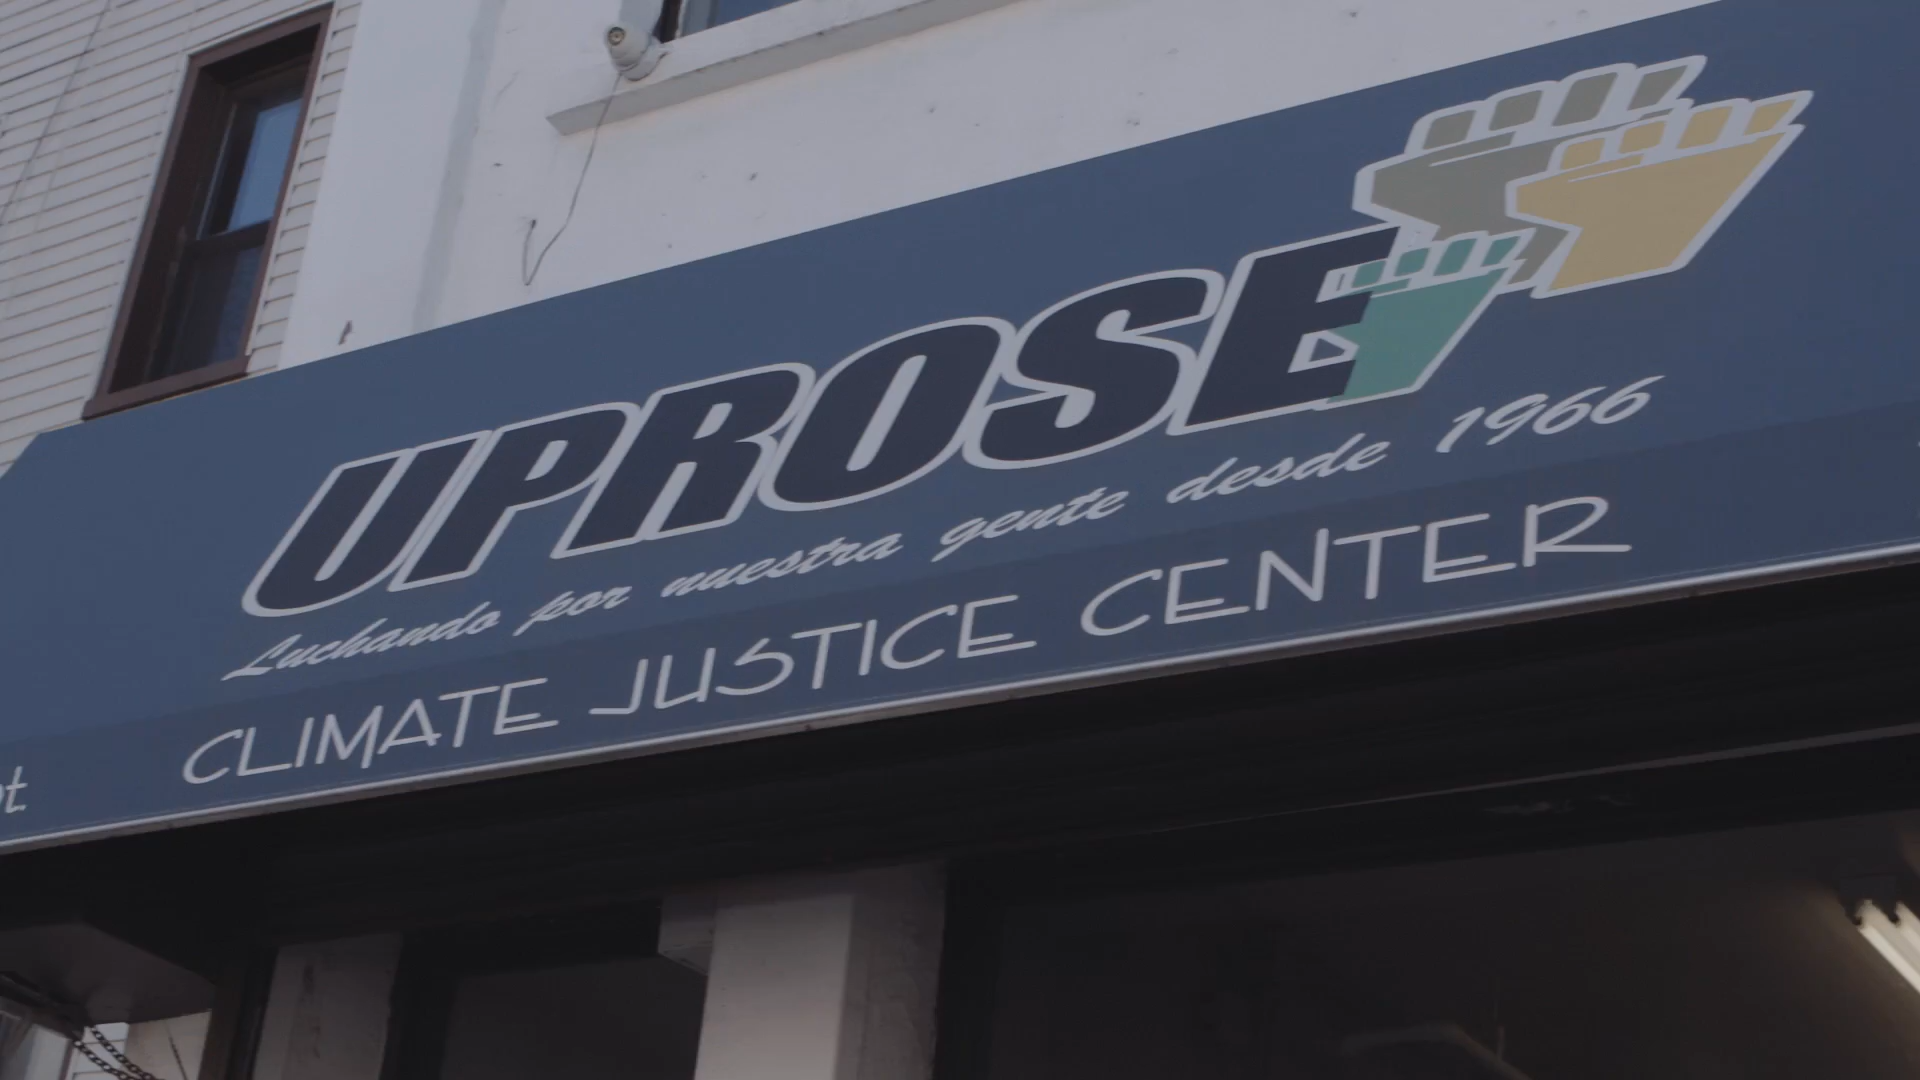 UPROSE
Luchando por nuestra gente desde 1966
CLIMATE JUSTICE CENTER